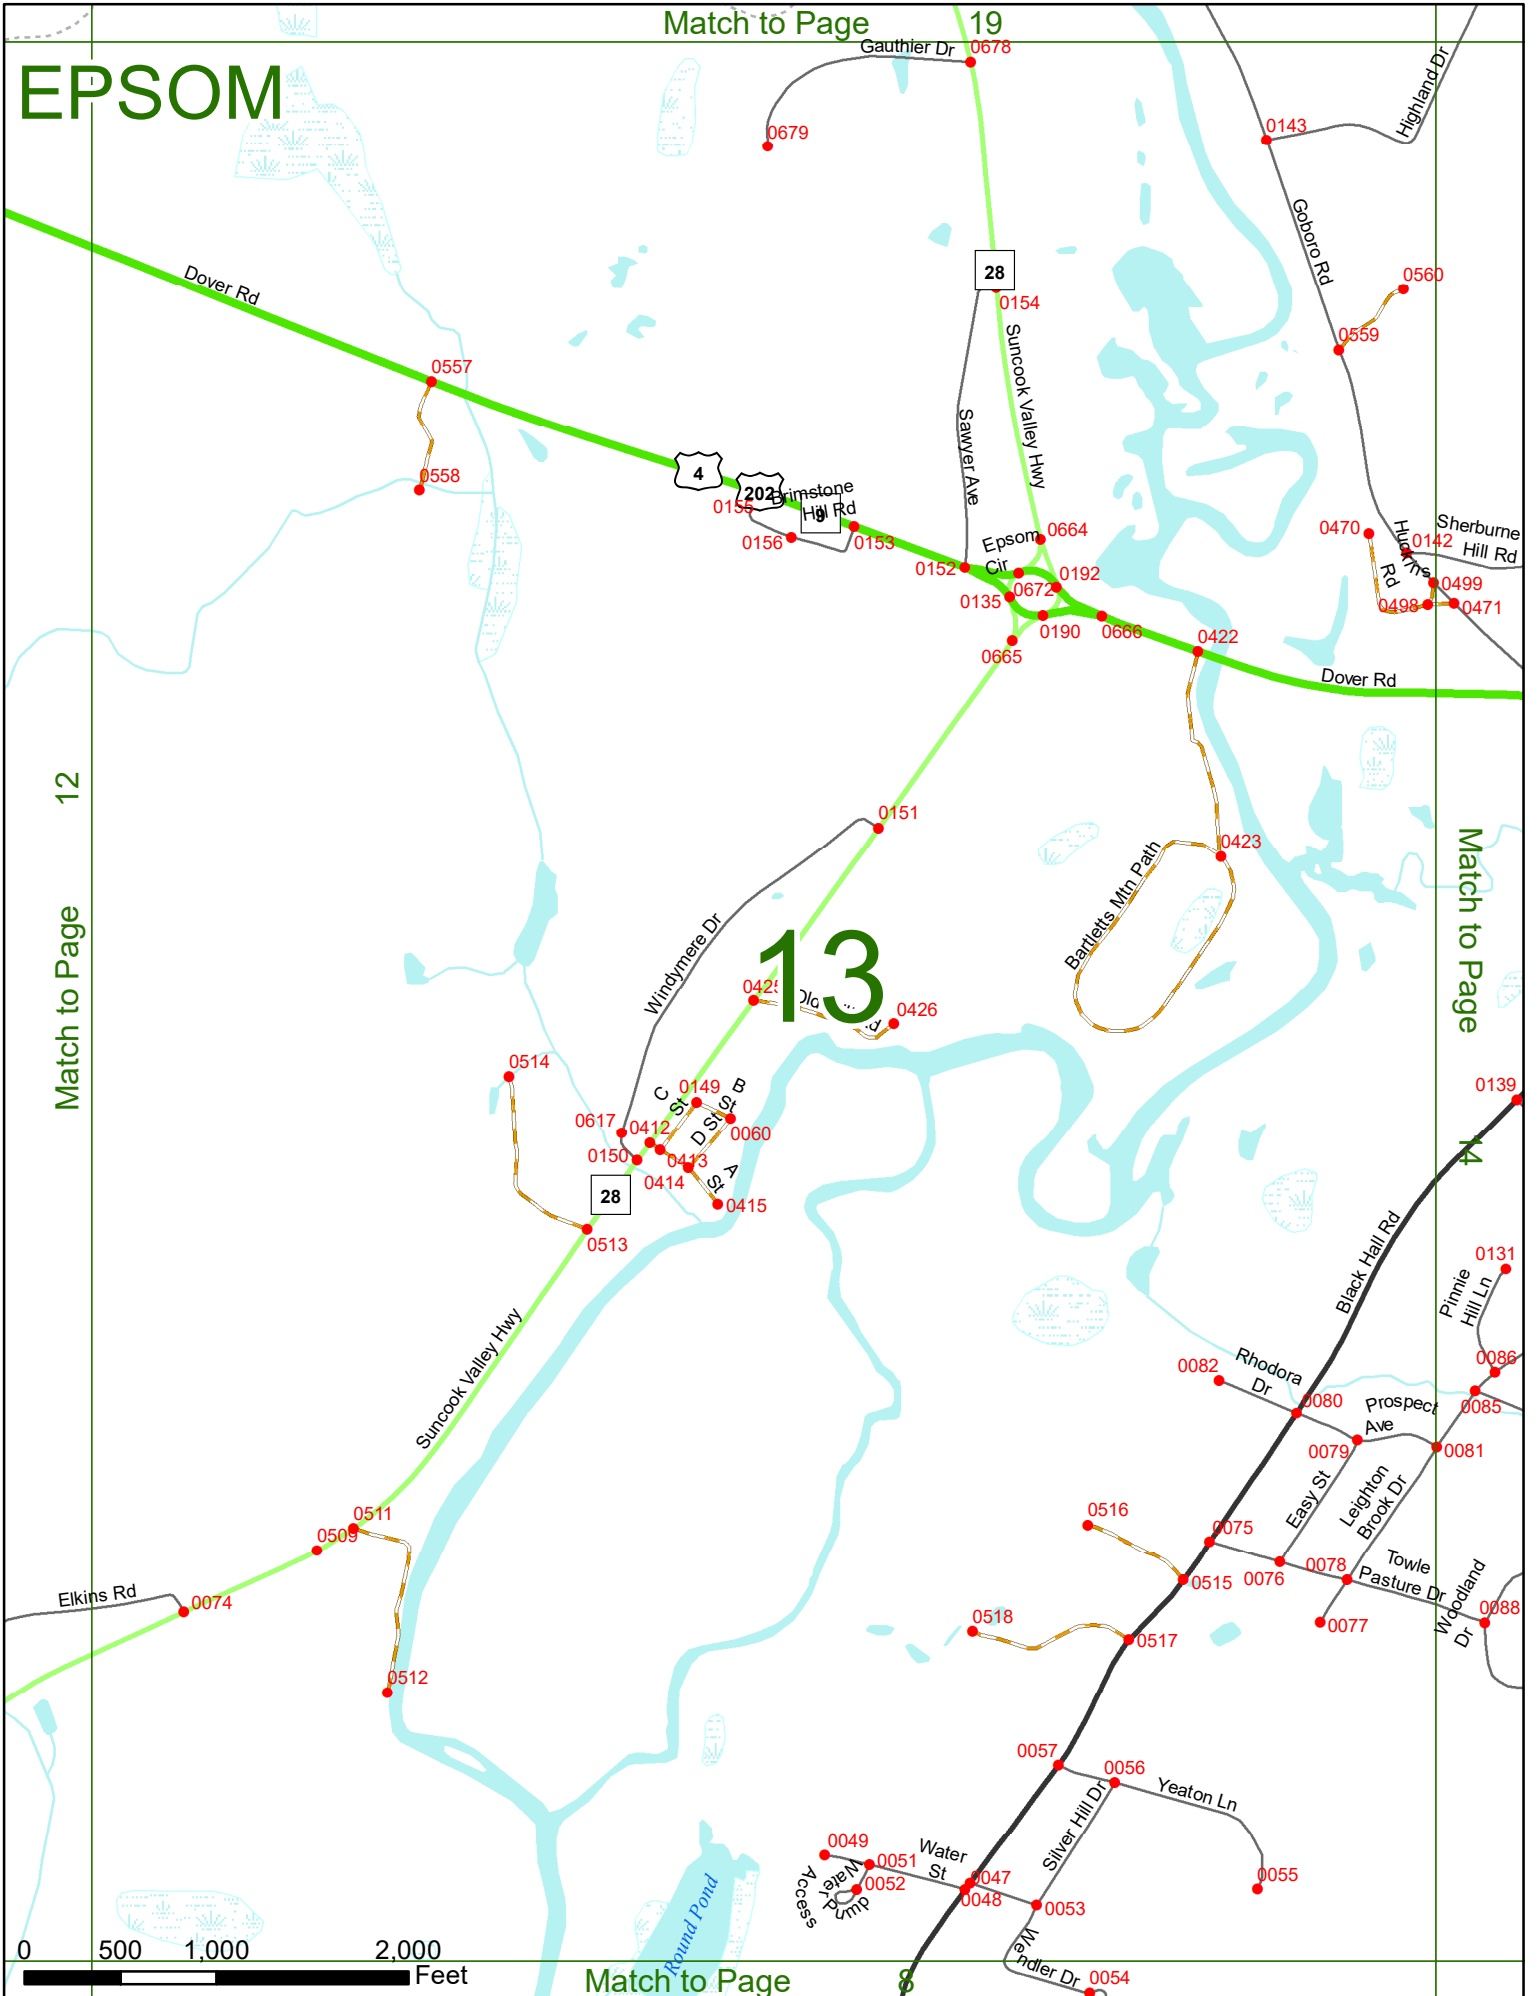 Match to Page 19
EPSOM
Gauthier Dr
0678
0679
0143
Highland Dr
Goboro Rd
Dover Rd
28
0154
0560
0559
0557
0558
Suncook Valley Hwy
Sawyer Ave
4
202
9
Brimstone
Hill Rd
0155
0156
0153
0152
Epsom
Cir
0664
0672
0192
0135
0190
0666
0665
0470
Huckins
Rd
0142
Sherburne
Hill Rd
0499
0498
0471
0422
Dover Rd
12
Match to Page
0151
0423
Bartletts Mtn Path
Match to Page
14
Windymere Dr
13
0425
Old
0426
0514
C
St
0149
B
St
D St
0060
0617
0412
0150
0413
0414
A
St
0415
28
0513
0139
Black Hall Rd
0131
Pinnie
Hill Ln
0086
0085
Suncook Valley Hwy
0082
Rhodora
Dr
0080
Prospect
Ave
0079
0081
Easy St
Leighton
Brook Dr
0511
0509
0516
0075
0515
0076
0078
Towle
Pasture Dr
Woodland
Dr
0088
0077
Elkins Rd
0074
0518
0517
0512
0057
0056
Yeaton Ln
Silver Hill Dr
0055
0049
0051
Water
St
0047
0048
0052
Water
Pump
Access
0053
We
ndler Dr
0054
Round Pond
0 500 1,000 2,000
Feet
Match to Page 8